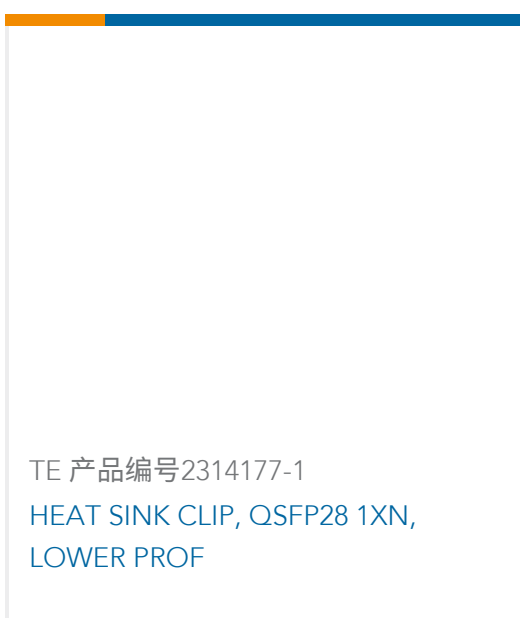 TE 产品编号2314177-1
HEAT SINK CLIP, QSFP28 1XN,
LOWER PROF